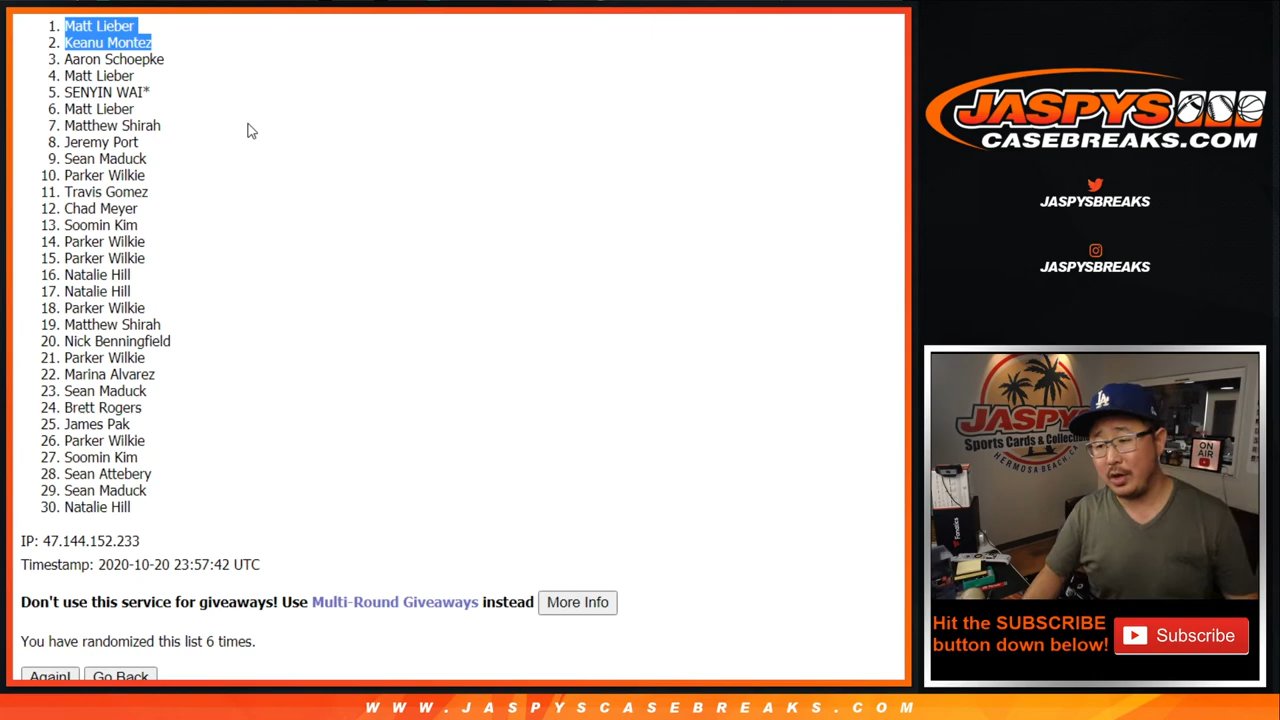 1. Matt Lieber
2. Keanu Montez
3. Aaron Schoepke
4. Matt Lieber
5. SENYIN WAI*
6. Matt Lieber
7. Matthew Shirah
8. Jeremy Port
9. Sean Maduck
10. Parker Wilkie
11. Travis Gomez
12. Chad Meyer
13. Soomin Kim
14. Parker Wilkie
15. Parker Wilkie
16. Natalie Hill
17. Natalie Hill
18. Parker Wilkie
19. Matthew Shirah
20. Nick Benningfield
21. Parker Wilkie
22. Marina Alvarez
23. Sean Maduck
24. Brett Rogers
25. James Pak
26. Parker Wilkie
27. Soomin Kim
28. Sean Attebery
29. Sean Maduck
30. Natalie Hill
IP: 47.144.152.233
Timestamp: 2020-10-20 23:57:42 UTC
Don't use this service for giveaways! Use Multi-Round Giveaways instead More Info
You have randomized this list 6 times.
Again! Go Back
JASPYS
CASEBREAKS.COM
JASPYSBREAKS
JASPYSBREAKS
JASPYS
Sports Cards &
HERMOSA BEACH, CA
ON
AIR
Fanatics
LA
Hit the SUBSCRIBE
button down below!
Subscribe
WWW.JASPYSCASEBREAKS.COM